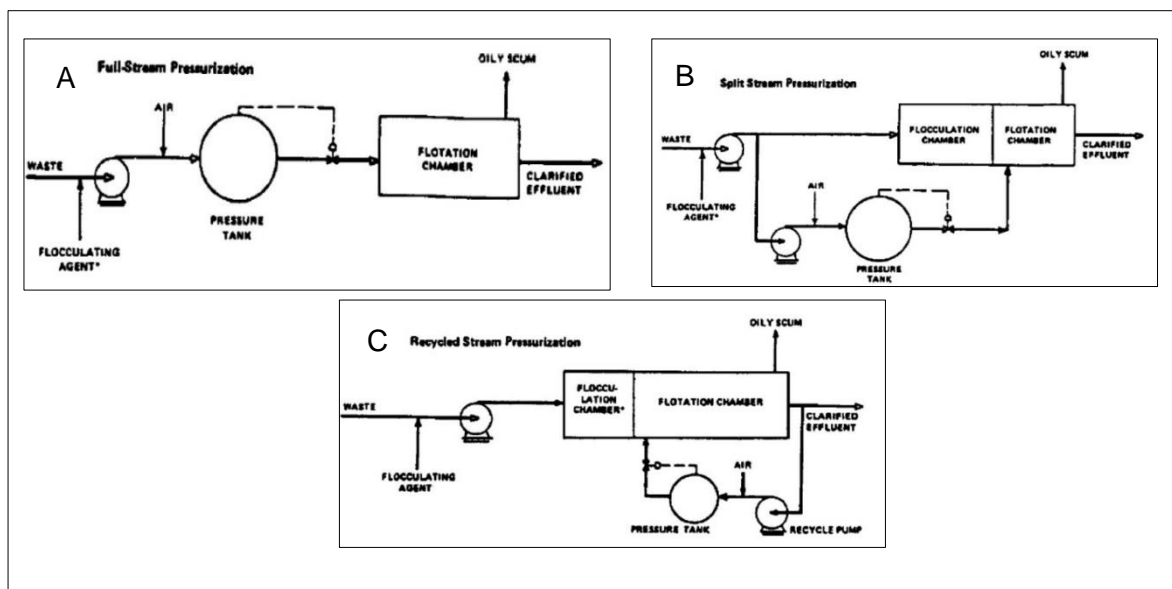 A
Full-Stream Pressurization
OILY SCUM
AIR
WASTE
FLOTATION
CHAMBER
CLARIFIED
EFFLUENT
PRESSURE
TANK
FLOCCULATING
AGENT*
B
Split Stream Pressurization
OILY SCUM
FLOCCULATION
CHAMBER
FLOTATION
CHAMBER
WASTE
CLARIFIED
EFFLUENT
AIR
FLOCCULATING
AGENT*
PRESSURE
TANK
C
Recycled Stream Pressurization
OILY SCUM
FLOCCU-
LATION
CHAMBER*
FLOTATION CHAMBER
WASTE
CLARIFIED
EFFLUENT
AIR
FLOCCULATING
AGENT
PRESSURE TANK
RECYCLE PUMP